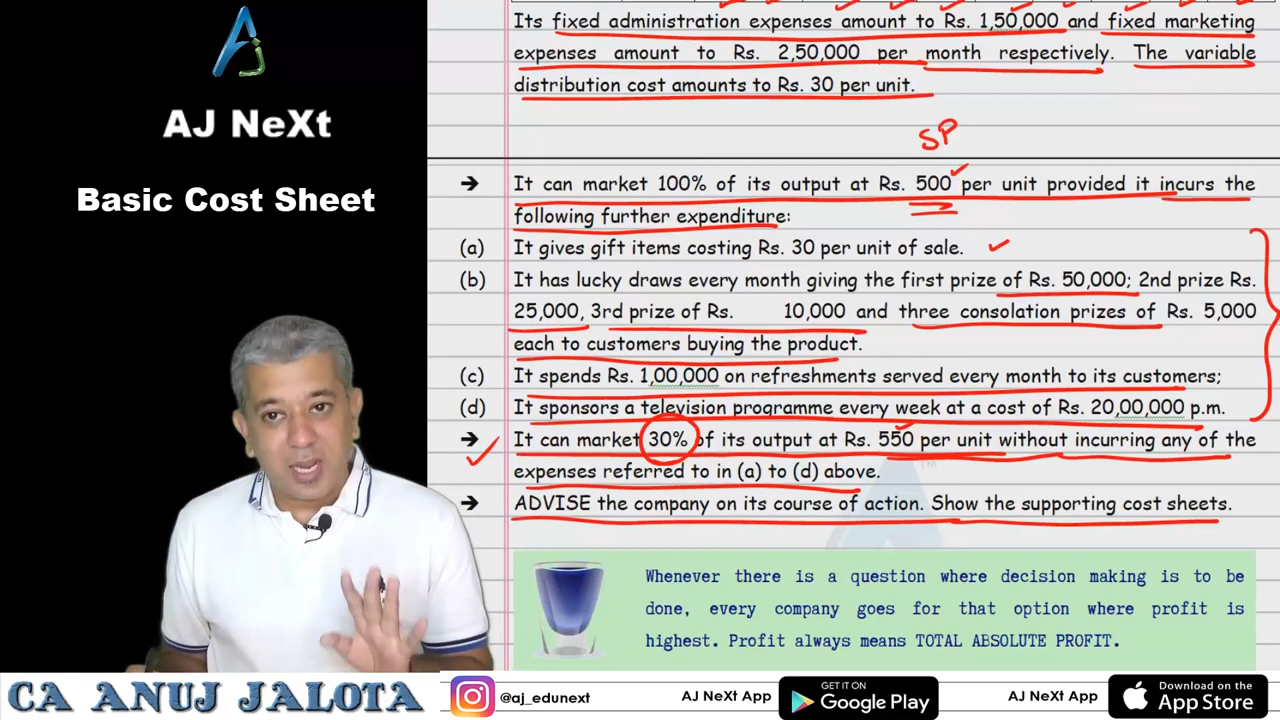 AJ NeXt
Basic Cost Sheet
Its fixed administration expenses amount to Rs. 1,50,000 and fixed marketing
expenses amount to Rs. 2,50,000 per month respectively. The variable
distribution cost amounts to Rs. 30 per unit.
SP
→ It can market 100% of its output at Rs. 500 per unit provided it incurs the
following further expenditure:
(a) It gives gift items costing Rs. 30 per unit of sale.
(b) It has lucky draws every month giving the first prize of Rs. 50,000; 2nd prize Rs.
25,000, 3rd prize of Rs. 10,000 and three consolation prizes of Rs. 5,000
each to customers buying the product.
(c) It spends Rs. 1,00,000 on refreshments served every month to its customers;
(d) It sponsors a television programme every week at a cost of Rs. 20,00,000 p.m.
→ It can market 30% of its output at Rs. 550 per unit without incurring any of the
expenses referred to in (a) to (d) above.
→ ADVISE the company on its course of action. Show the supporting cost sheets.
Whenever there is a question where decision making is to be
done, every company goes for that option where profit is
highest. Profit always means TOTAL ABSOLUTE PROFIT.
CA ANUJ JALOTA
@aj_edunext
AJ NeXt App
GET IT ON
Google Play
AJ NeXt App
Download on the
App Store